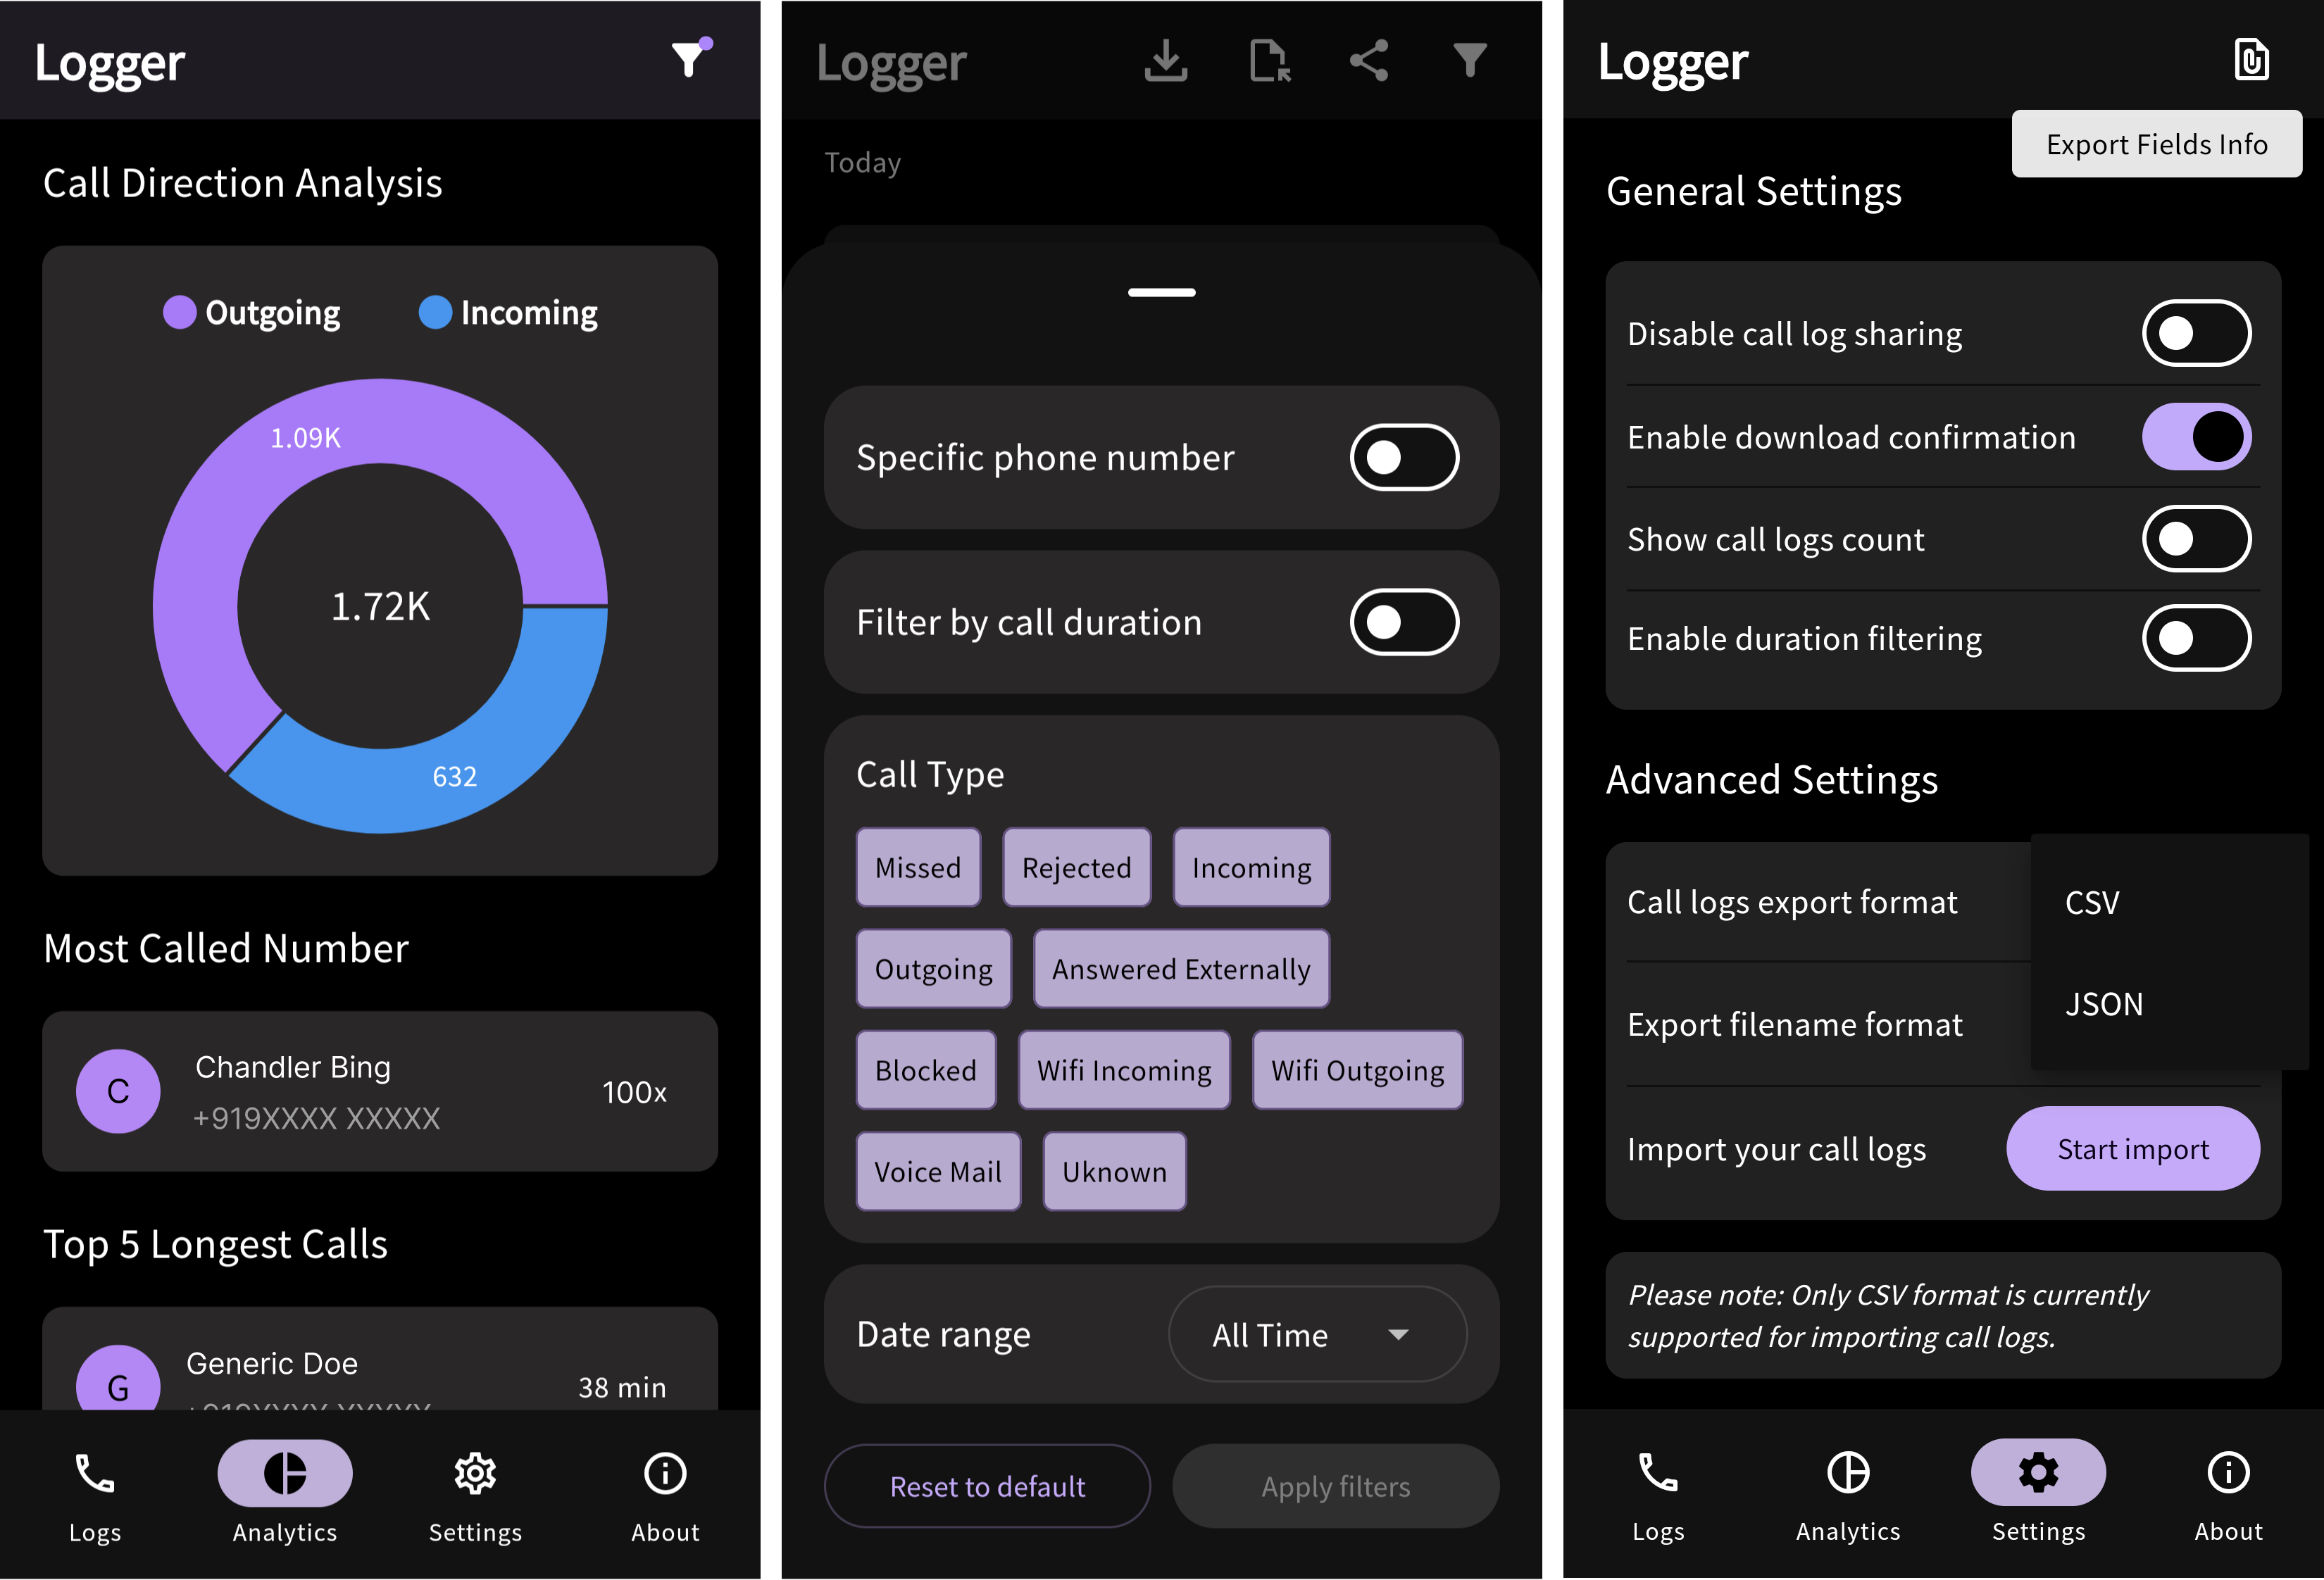 Logger
Call Direction Analysis
Outgoing
Incoming
1.09K
1.72K
632
Most Called Number
C
Chandler Bing
+919XXXX XXXXX
100x
Top 5 Longest Calls
G
Generic Doe
+919XXXX XXXXX
38 min
Logs
Analytics
Settings
About
Logger
Today
Specific phone number
Filter by call duration
Call Type
Missed
Rejected
Incoming
Outgoing
Answered Externally
Blocked
Wifi Incoming
Wifi Outgoing
Voice Mail
Uknown
Date range
All Time
Reset to default
Apply filters
Logger
Export Fields Info
General Settings
Disable call log sharing
Enable download confirmation
Show call logs count
Enable duration filtering
Advanced Settings
Call logs export format
CSV
JSON
Export filename format
Import your call logs
Start import
Please note: Only CSV format is currently
supported for importing call logs.
Logs
Analytics
Settings
About